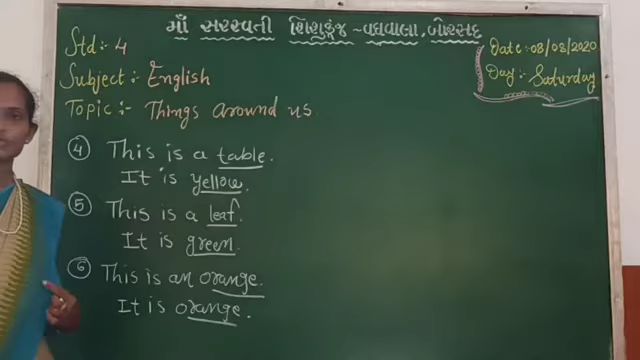 માઁ સરસ્વતી શિશુકુંજ ~ વઘવાલા, બોરસદ
Std :- 4
Date :- 08/08/2020
Subject :- English
Day :- Saturday
Topic :- Things around us.
④ This is a table.
It is yellow.
⑤ This is a leaf.
It is green.
⑥ This is an orange.
It is orange.